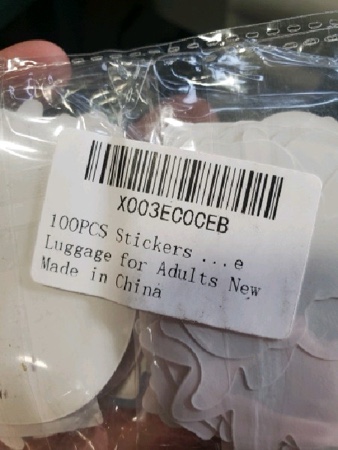 X003EC0CEB
100PCS Stickers ...e
Luggage for Adults New
Made in China